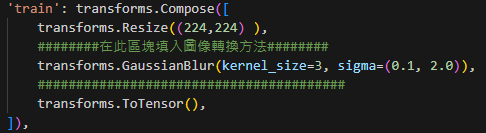 'train': transforms.Compose([
transforms.Resize((224,224) ),
########在此區塊填入圖像轉換方法########
transforms.GaussianBlur(kernel_size=3, sigma=(0.1, 2.0)),
########################################
transforms.ToTensor(),
]),